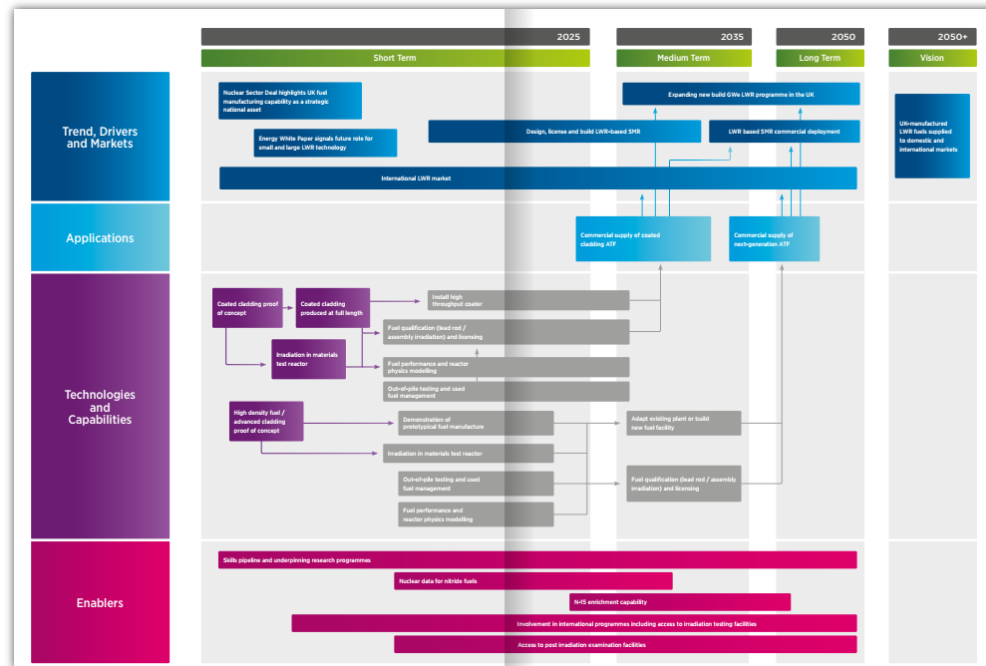 2025
2035
2050
2050+
Short Term
Medium Term
Long Term
Vision
Trend, Drivers
and Markets
Nuclear Sector Deal highlights UK fuel
manufacturing capability as a strategic
national asset
Expanding new build GWe LWR programme in the UK
Energy White Paper signals future role for
small and large LWR technology
Design, license and build LWR-based SMR
LWR based SMR commercial deployment
UK-manufactured
LWR fuels supplied
to domestic and
international markets
International LWR market
Applications
Commercial supply of coated
cladding ATF
Commercial supply of
next-generation ATF
Technologies
and
Capabilities
Coated cladding proof
of concept
Coated cladding
produced at full length
Install high
throughput coater
Fuel qualification (lead rod /
assembly irradiation) and licensing
Irradiation in materials
test reactor
Fuel performance and reactor
physics modelling
Out-of-pile testing and used
fuel management
High density fuel /
advanced cladding
proof of concept
Demonstration of
prototypical fuel manufacture
Adapt existing plant or build
new fuel facility
Irradiation in materials test reactor
Out-of-pile testing and used
fuel management
Fuel qualification (lead rod / assembly
irradiation) and licensing
Fuel performance and
reactor physics modelling
Enablers
Skills pipeline and underpinning research programmes
Nuclear data for nitride fuels
N-15 enrichment capability
Involvement in international programmes including access to irradiation testing facilities
Access to post irradiation examination facilities